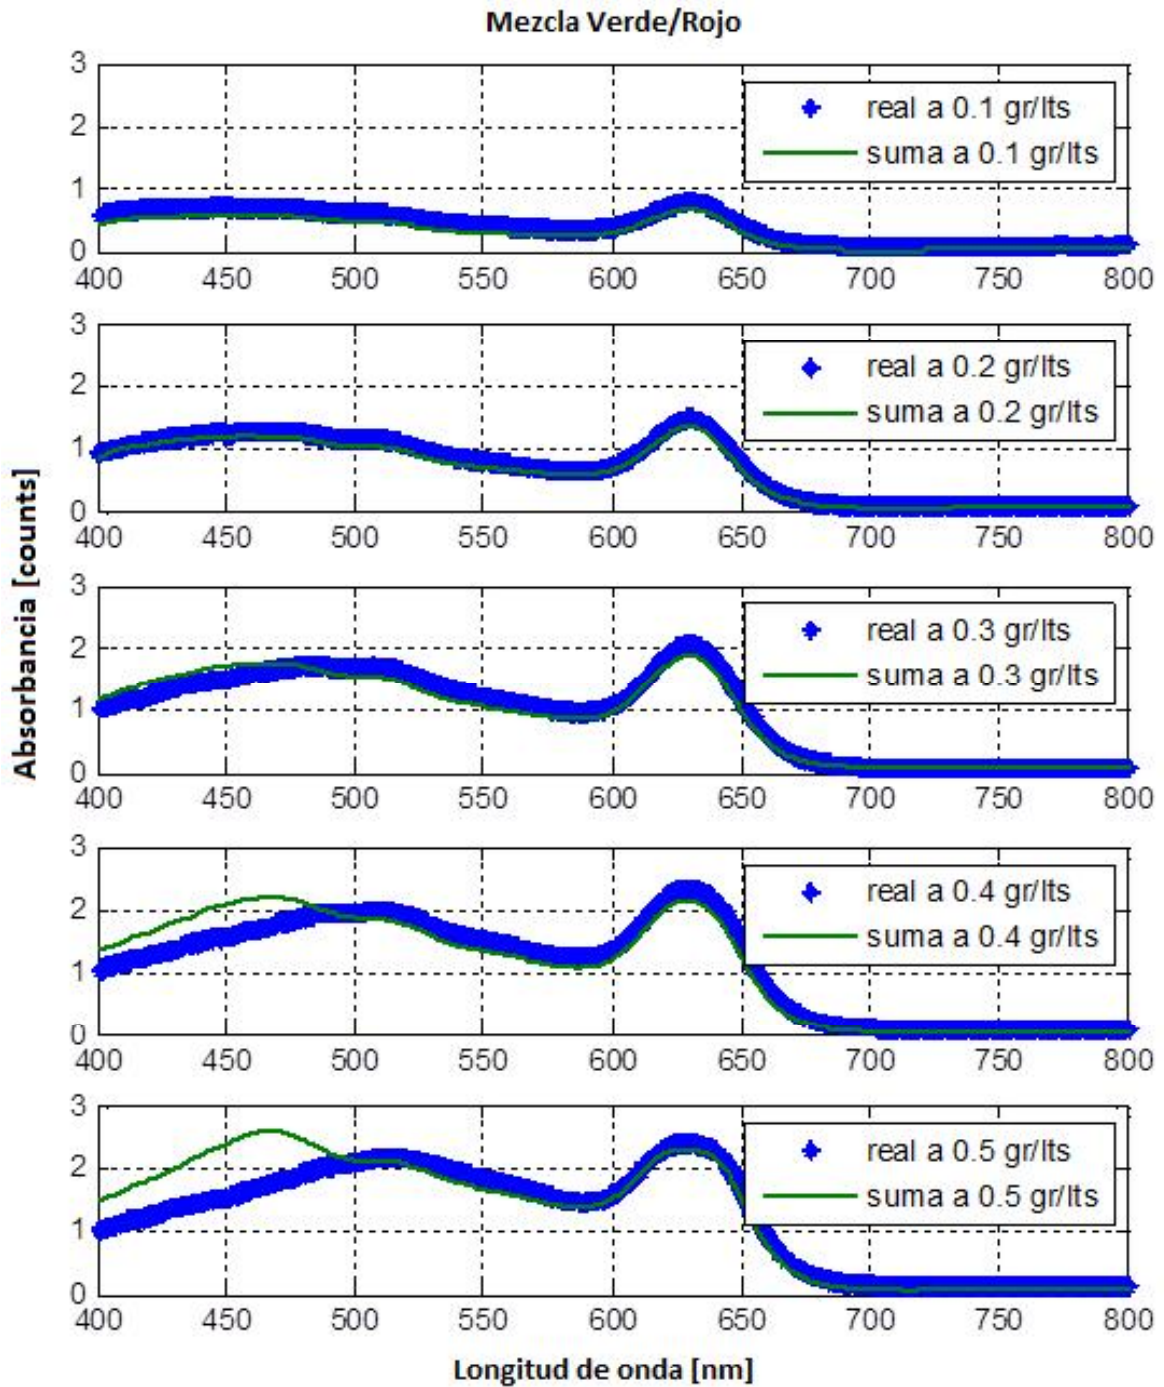 Mezcla Verde/Rojo
3
2
1
0
400 450 500 550 600 650 700 750 800
real a 0.1 gr/lts
suma a 0.1 gr/lts
3
2
1
0
400 450 500 550 600 650 700 750 800
real a 0.2 gr/lts
suma a 0.2 gr/lts
Absorbancia [counts]
3
2
1
0
400 450 500 550 600 650 700 750 800
real a 0.3 gr/lts
suma a 0.3 gr/lts
3
2
1
0
400 450 500 550 600 650 700 750 800
real a 0.4 gr/lts
suma a 0.4 gr/lts
3
2
1
0
400 450 500 550 600 650 700 750 800
real a 0.5 gr/lts
suma a 0.5 gr/lts
Longitud de onda [nm]